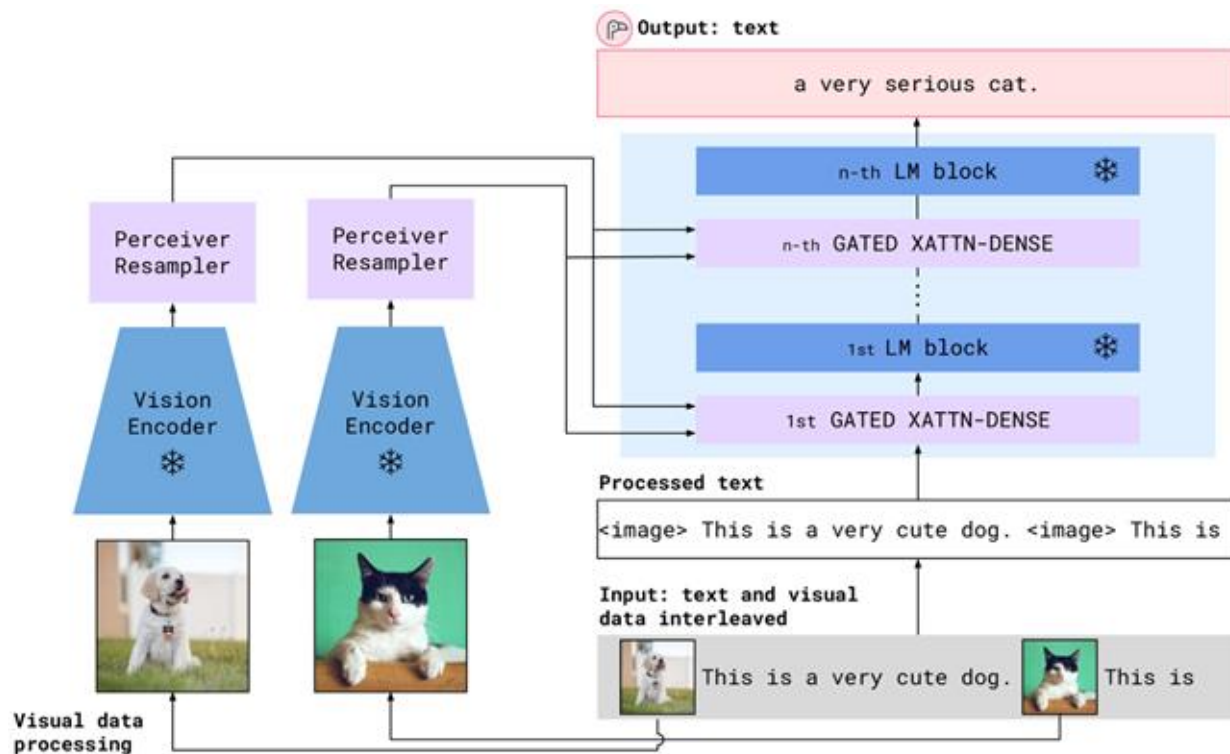 Output: text
a very serious cat.
n-th LM block
n-th GATED XATTN-DENSE
1st LM block
1st GATED XATTN-DENSE
Perceiver
Resampler
Perceiver
Resampler
Vision
Encoder
Vision
Encoder
Processed text
<image> This is a very cute dog. <image> This is
Input: text and visual
data interleaved
This is a very cute dog. This is
Visual data
processing